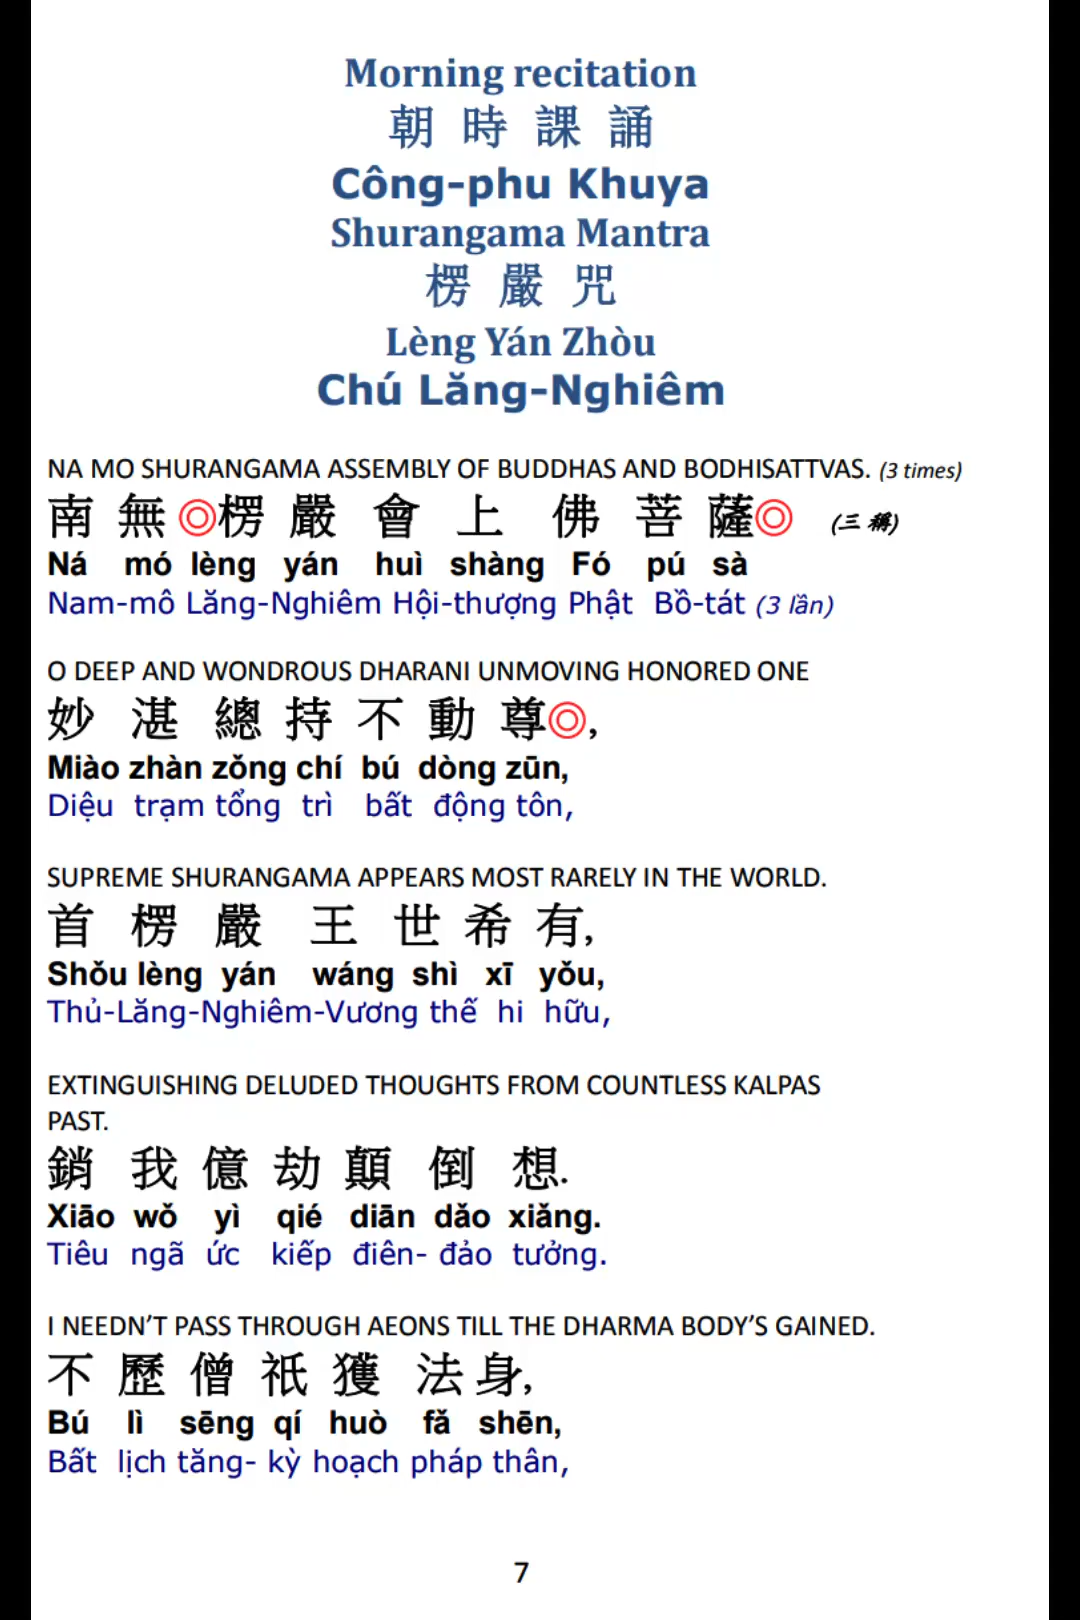 Morning recitation
朝 時 課 誦
Công-phu Khuya
Shurangama Mantra
楞 嚴 咒
Lèng Yán Zhòu
Chú Lăng-Nghiêm
NA MO SHURANGAMA ASSEMBLY OF BUDDHAS AND BODHISATTVAS. (3 times)
南 無 ◎楞 嚴 會 上 佛 菩 薩◎ (三 稱)
Ná mó lèng yán huì shàng Fó pú sà
Nam-mô Lăng-Nghiêm Hội-thượng Phật Bồ-tát (3 lần)
O DEEP AND WONDROUS DHARANI UNMOVING HONORED ONE
妙 湛 總 持 不 動 尊◎,
Miào zhàn zǒng chí bú dòng zūn,
Diệu trạm tổng trì bất động tôn,
SUPREME SHURANGAMA APPEARS MOST RARELY IN THE WORLD.
首 楞 嚴 王 世 希 有,
Shǒu lèng yán wáng shì xī yǒu,
Thủ-Lăng-Nghiêm-Vương thế hi hữu,
EXTINGUISHING DELUDED THOUGHTS FROM COUNTLESS KALPAS
PAST.
銷 我 億 劫 顛 倒 想.
Xiāo wǒ yì qié diān dǎo xiǎng.
Tiêu ngã ức kiếp điên- đảo tưởng.
I NEEDN'T PASS THROUGH AEONS TILL THE DHARMA BODY'S GAINED.
不 歷 僧 祇 獲 法 身,
Bú lì sēng qí huò fǎ shēn,
Bất lịch tăng- kỳ hoạch pháp thân,
7